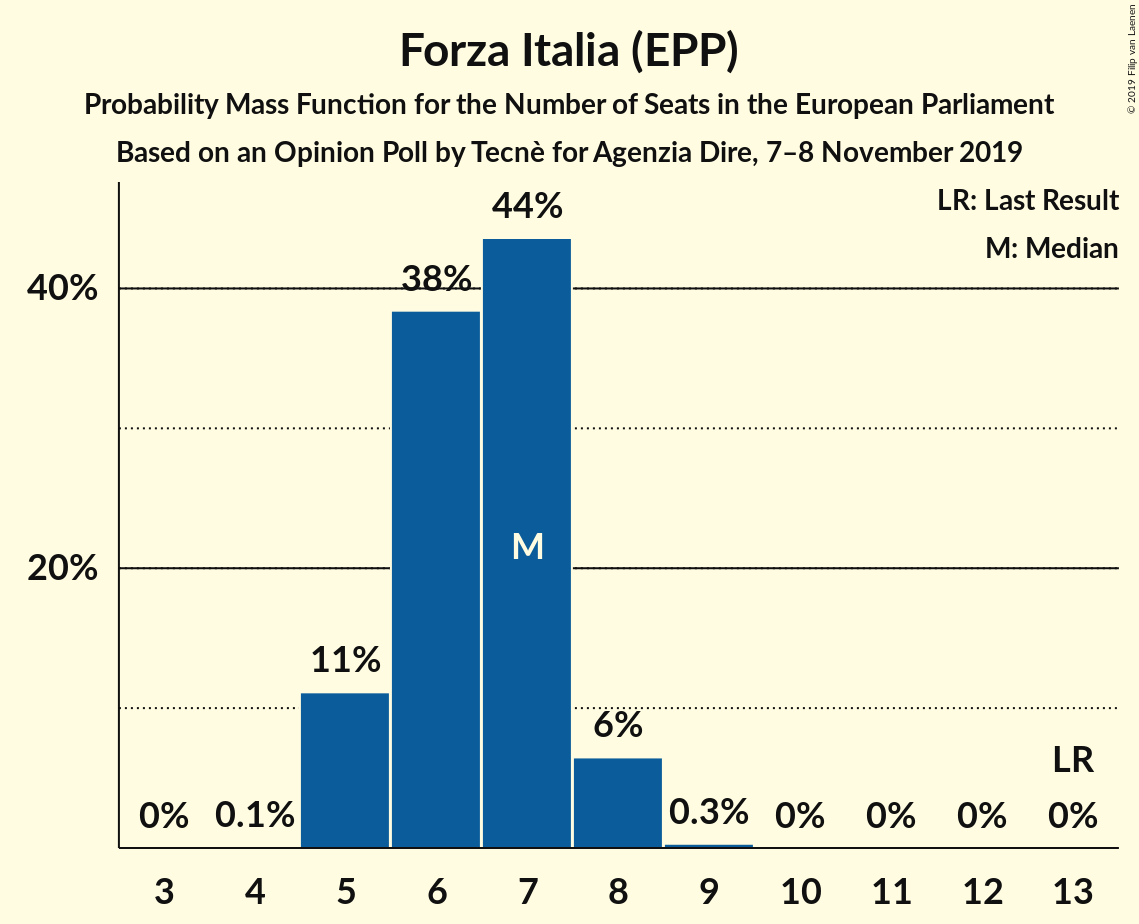 Forza Italia (EPP)
Probability Mass Function for the Number of Seats in the European Parliament
Based on an Opinion Poll by Tecnè for Agenzia Dire, 7–8 November 2019
© 2019 Filip van Laenen
LR: Last Result
M: Median
44%
38%
40%
M
20%
11%
6%
LR
0% 0.1% 0.3% 0% 0% 0% 0%
3 4 5 6 7 8 9 10 11 12 13